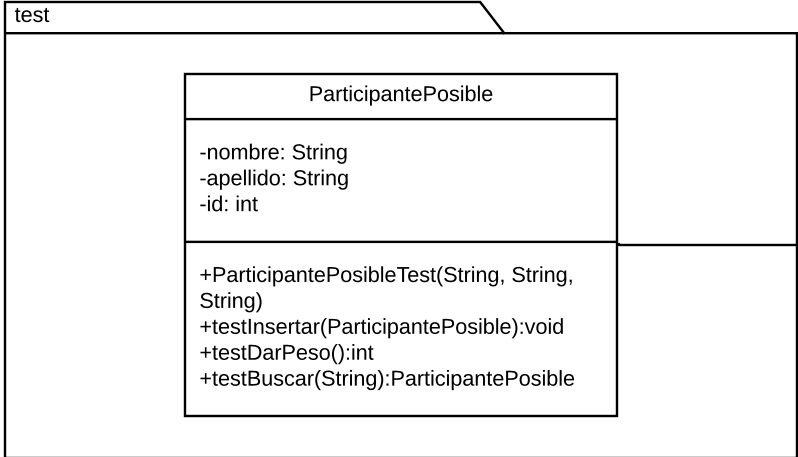 test
ParticipantePosible
-nombre: String
-apellido: String
-id: int
+ParticipantePosibleTest(String, String,
String)
+testInsertar(ParticipantePosible):void
+testDarPeso():int
+testBuscar(String):ParticipantePosible